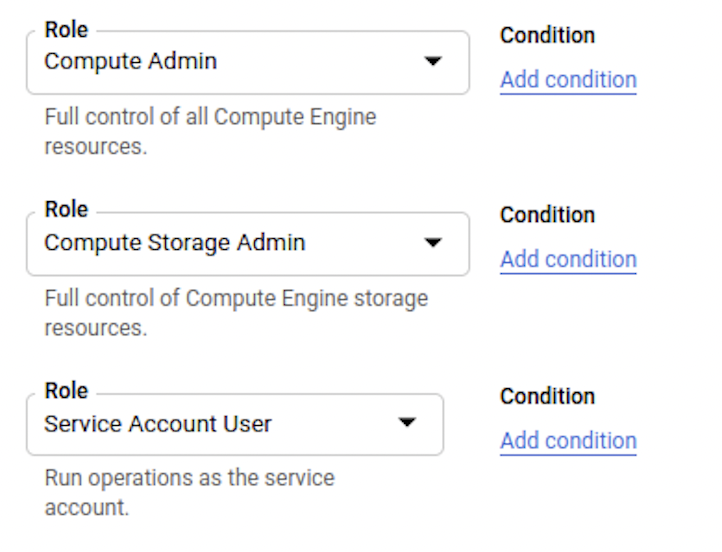 Role
Compute Admin
Condition
Add condition
Full control of all Compute Engine
resources.
Role
Compute Storage Admin
Condition
Add condition
Full control of Compute Engine storage
resources.
Role
Service Account User
Condition
Add condition
Run operations as the service
account.